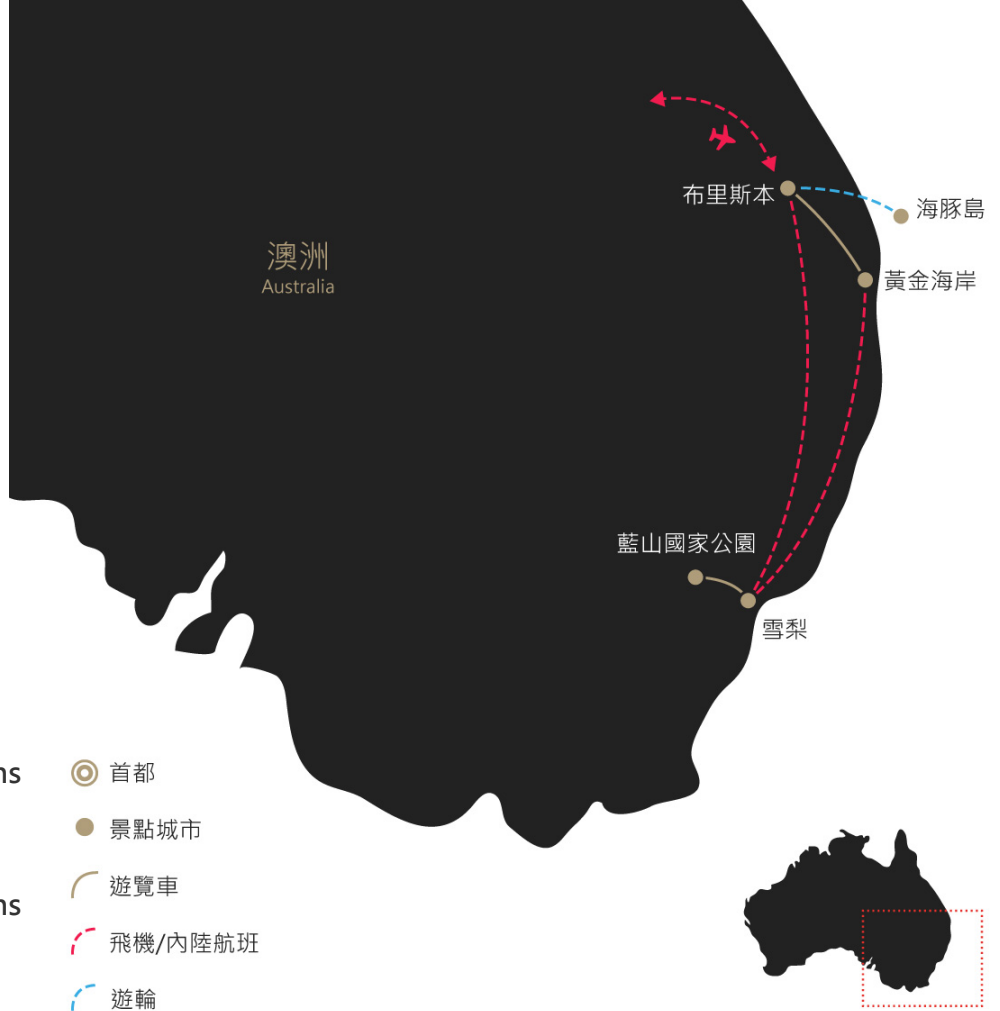 布里斯本
海豚島
澳洲
Australia
黃金海岸
藍山國家公園
雪梨
ns
首都
景點城市
遊覽車
ns
飛機/內陸航班
遊輪